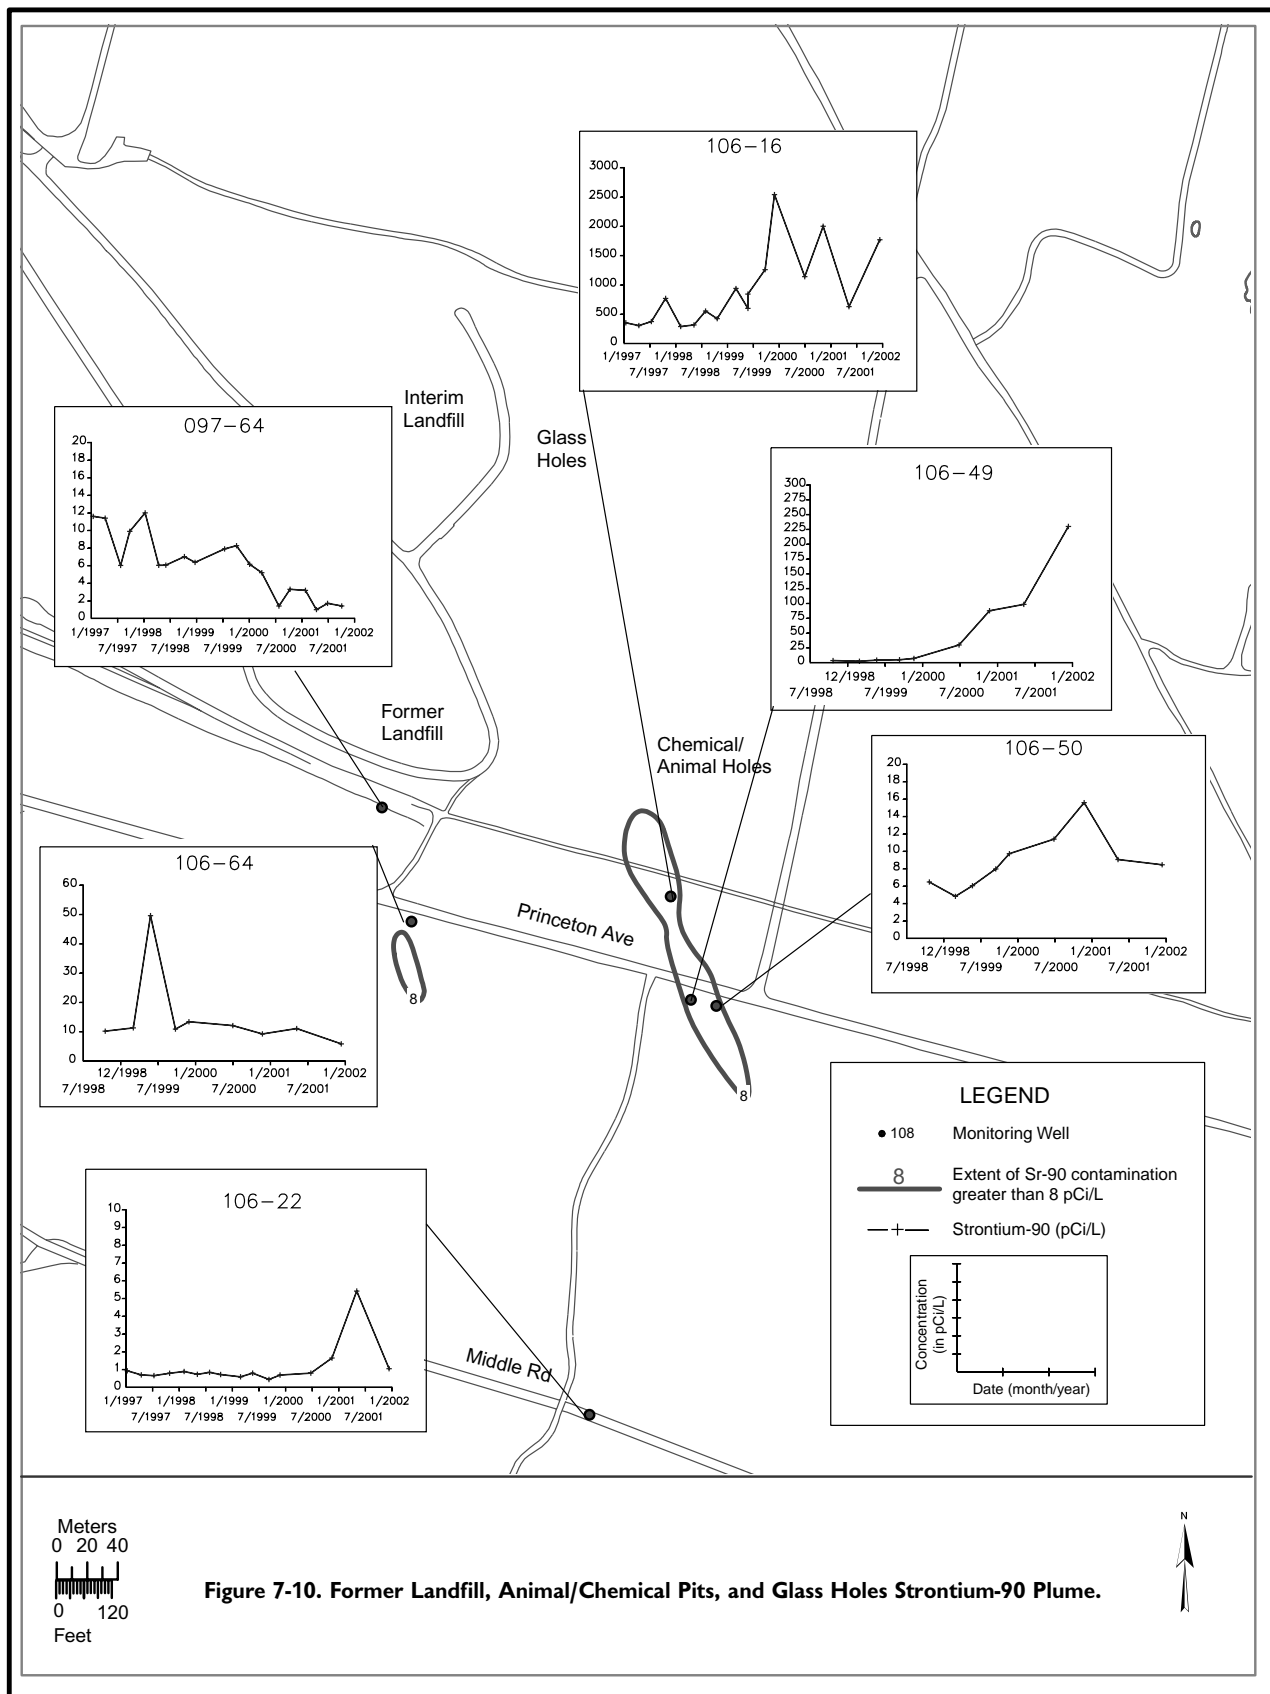 106-16
3000
2500
2000
1500
1000
500
0
1/1997 1/1998 1/1999 1/2000 1/2001 1/2002
7/1997 7/1998 7/1999 7/2000 7/2001
Interim
Landfill
Glass
Holes
097-64
20
18
16
14
12
10
8
6
4
2
0
1/1997 1/1998 1/1999 1/2000 1/2001 1/2002
7/1997 7/1998 7/1999 7/2000 7/2001
106-49
300
275
250
225
200
175
150
125
100
75
50
25
0
12/1998 1/2000 1/2001 1/2002
7/1998 7/1999 7/2000 7/2001
Former
Landfill
Chemical/
Animal Holes
106-50
20
18
16
14
12
10
8
6
4
2
0
12/1998 1/2000 1/2001 1/2002
7/1998 7/1999 7/2000 7/2001
106-64
60
50
40
30
20
10
0
12/1998 1/2000 1/2001 1/2002
7/1998 7/1999 7/2000 7/2001
Princeton Ave
8
8
106-22
10
9
8
7
6
5
4
3
2
1
0
1/1997 1/1998 1/1999 1/2000 1/2001 1/2002
7/1997 7/1998 7/1999 7/2000 7/2001
Middle Rd
LEGEND
108 Monitoring Well
8 Extent of Sr-90 contamination
greater than 8 pCi/L
Strontium-90 (pCi/L)
Concentration
(in pCi/L)
Date (month/year)
Meters
0 20 40
0 120
Feet
Figure 7-10. Former Landfill, Animal/Chemical Pits, and Glass Holes Strontium-90 Plume.
N